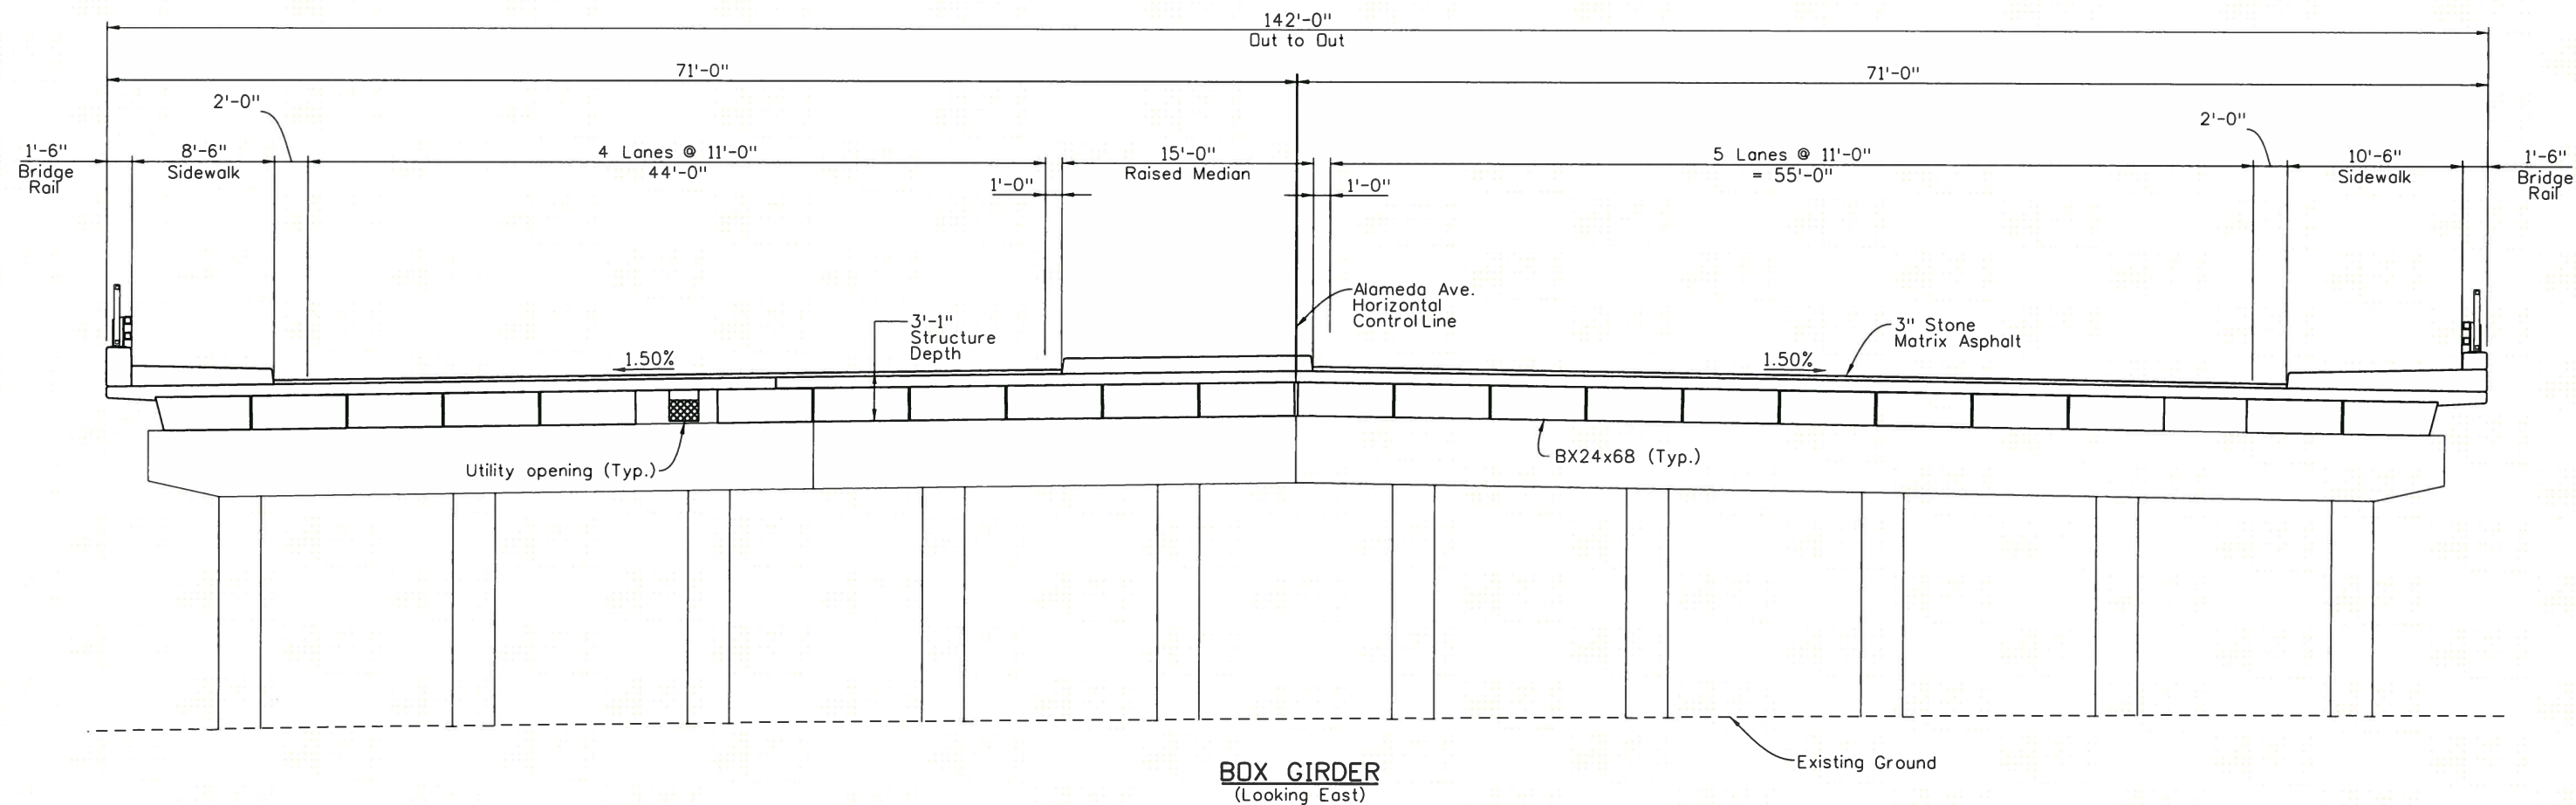 142'-0"
Out to Out
71'-0"
71'-0"
2'-0"
2'-0"
1'-6"
Bridge
Rail
8'-6"
Sidewalk
4 Lanes @ 11'-0"
44'-0"
1'-0"
15'-0"
Raised Median
1'-0"
5 Lanes @ 11'-0"
= 55'-0"
10'-6"
Sidewalk
1'-6"
Bridge
Rail
Alameda Ave.
Horizontal
Control Line
3'-1"
Structure
Depth
3" Stone
Matrix Asphalt
1.50%
1.50%
Utility opening (Typ.)
BX24x68 (Typ.)
Existing Ground
BOX GIRDER
(Looking East)